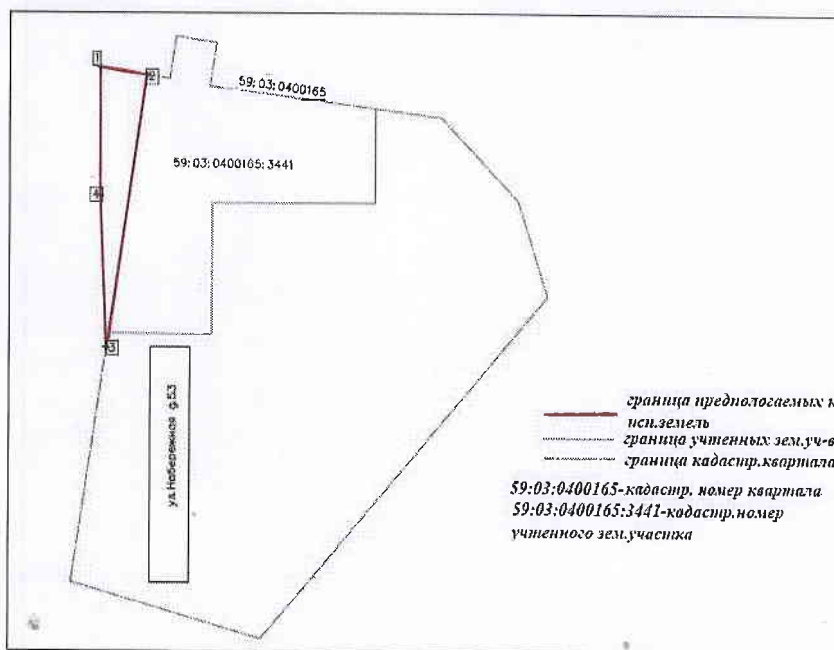 1
2
59:03:0400165
59:03:0400165:3441
4
3
ул.Набережная д.53
граница предпологаемых к
исп.земель
граница учтенных зем.уч-в
граница кадастр.квартала
59:03:0400165-кадастр. номер квартала
59:03:0400165:3441-кадастр.номер
учтенного зем.участка